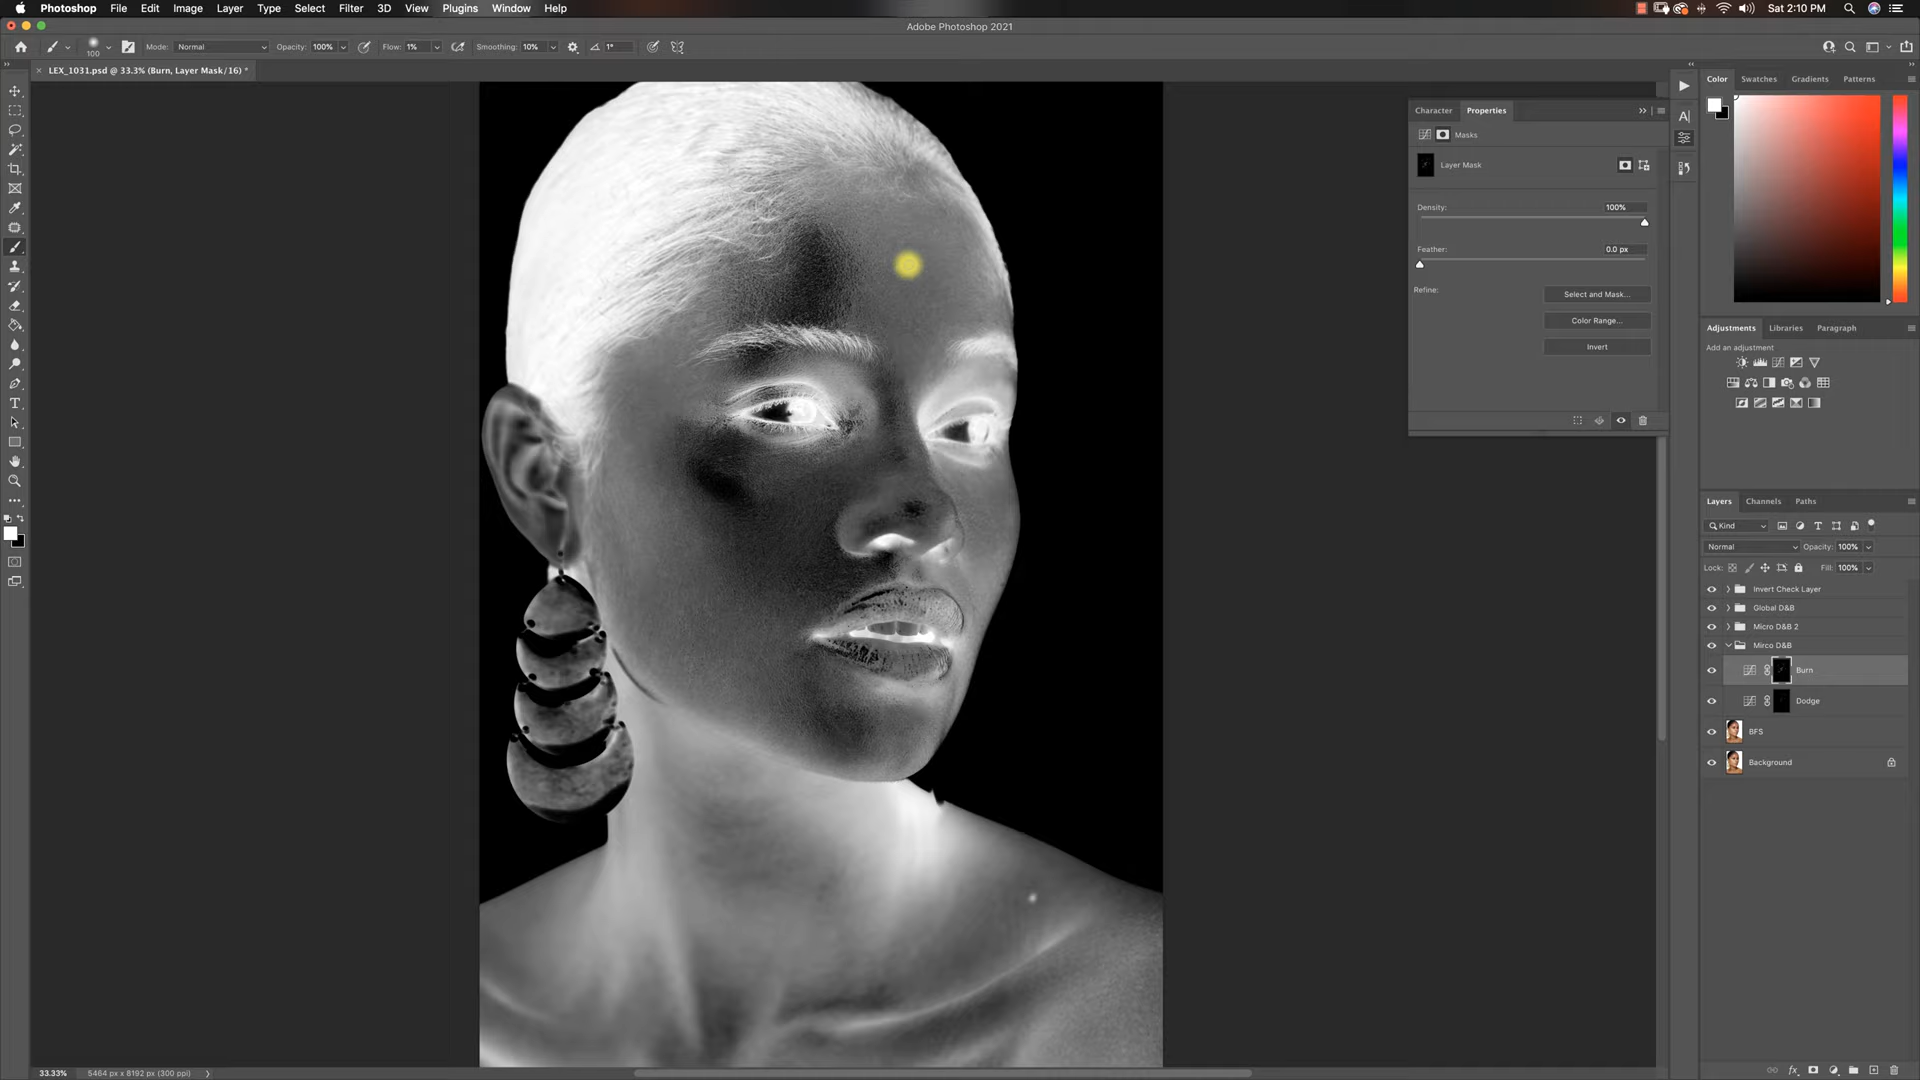 Photoshop File Edit Image Layer Type Select Filter 3D View Plugins Window Help Sat 2:10 PM
Adobe Photoshop 2021
100 Mode: Normal Opacity: 100% Flow: 1% Smoothing: 10% 1°
× LEX_1031.psd @ 33.3% (Burn, Layer Mask/16) *
Color Swatches Gradients Patterns
Character Properties
Masks
Layer Mask
Density: 100%
Feather: 0.0 px
Refine: Select and Mask...
Color Range...
Invert
Adjustments Libraries Paragraph
Add an adjustment
Layers Channels Paths
Kind
Normal Opacity: 100%
Lock: Fill: 100%
Invert Check Layer
Global D&B
Micro D&B 2
Mirco D&B
Burn
Dodge
BFS
Background
33.33% 5464 px x 8192 px (300 ppi)